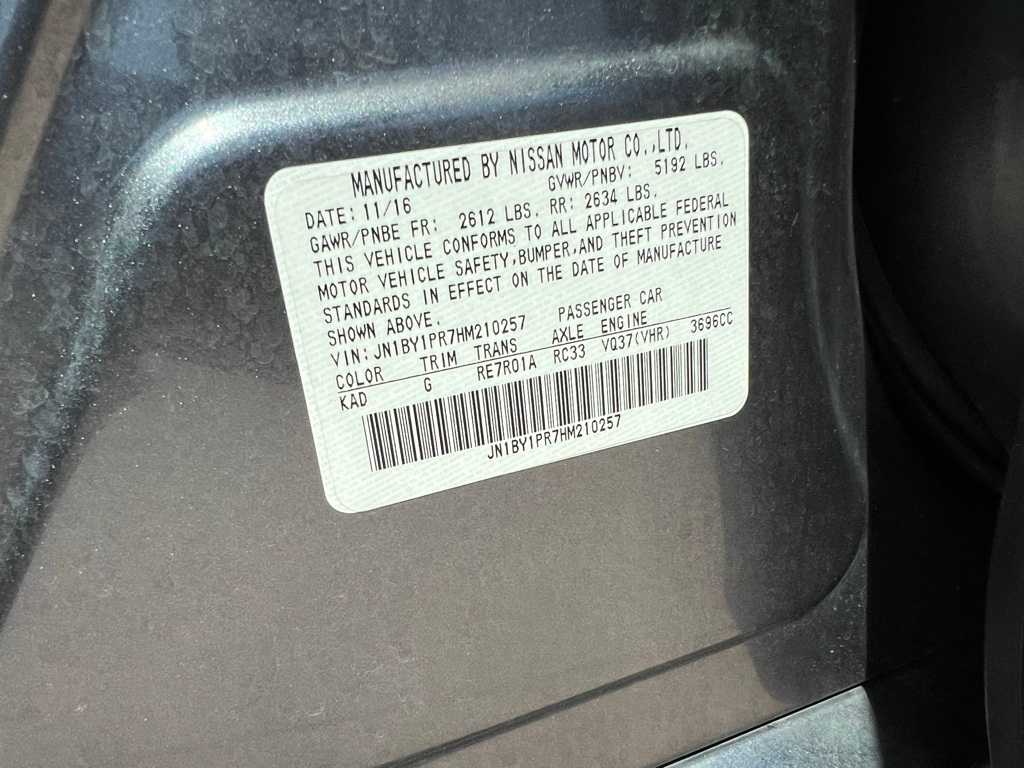 MANUFACTURED BY NISSAN MOTOR CO.,LTD.
DATE: 11/16 GVWR/PNBV: 5192 LBS.
GAWR/PNBE FR: 2612 LBS. RR: 2634 LBS.
THIS VEHICLE CONFORMS TO ALL APPLICABLE FEDERAL
MOTOR VEHICLE SAFETY,BUMPER,AND THEFT PREVENTION
STANDARDS IN EFFECT ON THE DATE OF MANUFACTURE
SHOWN ABOVE.
VIN: JN1BY1PR7HM210257 PASSENGER CAR
COLOR TRIM TRANS AXLE ENGINE
KAD G RE7R01A RC33 VQ37(VHR) 3696CC
JN1BY1PR7HM210257